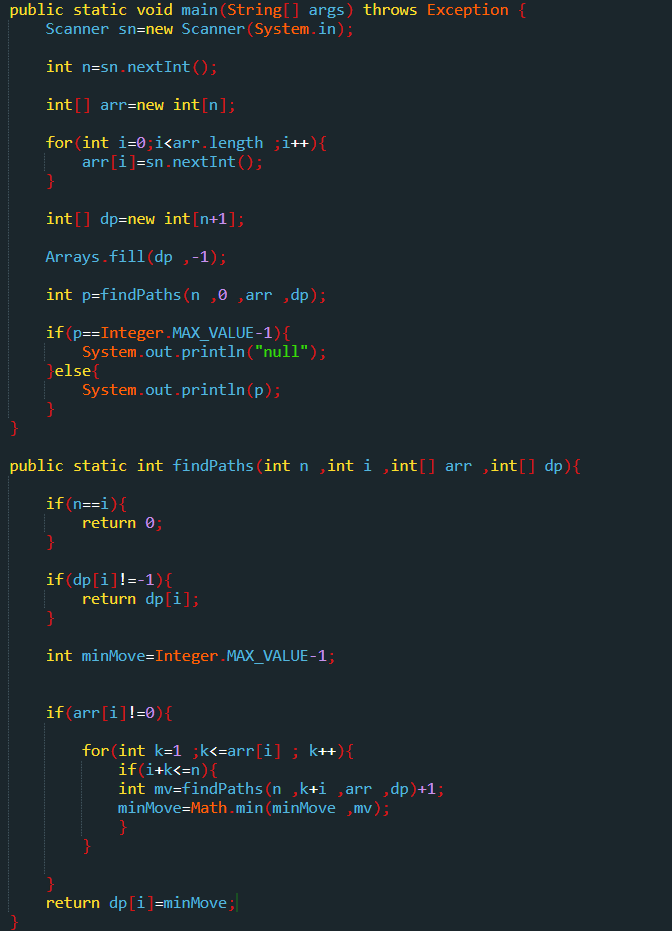 public static void main(String[] args) throws Exception {
    Scanner sn=new Scanner(System.in);
    int n=sn.nextInt();
    int[] arr=new int[n];
    for(int i=0;i<arr.length ;i++){
        arr[i]=sn.nextInt();
    }
    int[] dp=new int[n+1];
    Arrays.fill(dp ,-1);
    int p=findPaths(n ,0 ,arr ,dp);
    if(p==Integer.MAX_VALUE-1){
        System.out.println("null");
    }else{
        System.out.println(p);
    }
}
public static int findPaths(int n ,int i ,int[] arr ,int[] dp){
    if(n==i){
        return 0;
    }
    if(dp[i]!=-1){
        return dp[i];
    }
    int minMove=Integer.MAX_VALUE-1;
    if(arr[i]!=0){
        for(int k=1 ;k<=arr[i] ; k++){
            if(i+k<=n){
            int mv=findPaths(n ,k+i ,arr ,dp)+1;
            minMove=Math.min(minMove ,mv);
            }
        }
    }
    return dp[i]=minMove;
}